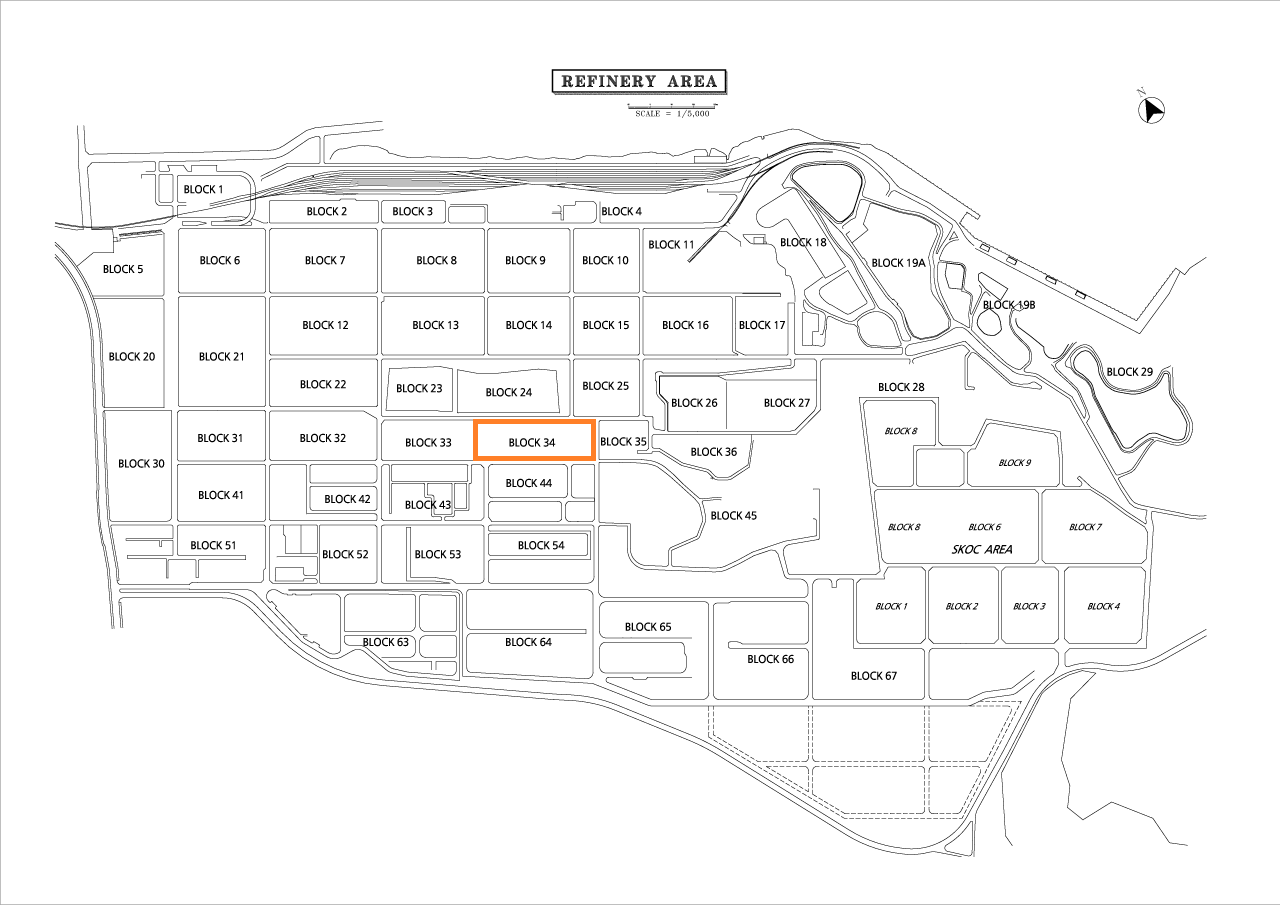 REFINERY AREA
SCALE = 1/5,000
N
BLOCK 1
BLOCK 2
BLOCK 3
BLOCK 4
BLOCK 5
BLOCK 6
BLOCK 7
BLOCK 8
BLOCK 9
BLOCK 10
BLOCK 11
BLOCK 18
BLOCK 19A
BLOCK 19B
BLOCK 12
BLOCK 13
BLOCK 14
BLOCK 15
BLOCK 16
BLOCK 17
BLOCK 20
BLOCK 21
BLOCK 22
BLOCK 23
BLOCK 24
BLOCK 25
BLOCK 26
BLOCK 27
BLOCK 28
BLOCK 29
BLOCK 30
BLOCK 31
BLOCK 32
BLOCK 33
BLOCK 34
BLOCK 35
BLOCK 36
BLOCK 8
BLOCK 9
BLOCK 41
BLOCK 42
BLOCK 43
BLOCK 44
BLOCK 45
BLOCK 8
BLOCK 6
BLOCK 7
SKOC AREA
BLOCK 51
BLOCK 52
BLOCK 53
BLOCK 54
BLOCK 1
BLOCK 2
BLOCK 3
BLOCK 4
BLOCK 63
BLOCK 64
BLOCK 65
BLOCK 66
BLOCK 67